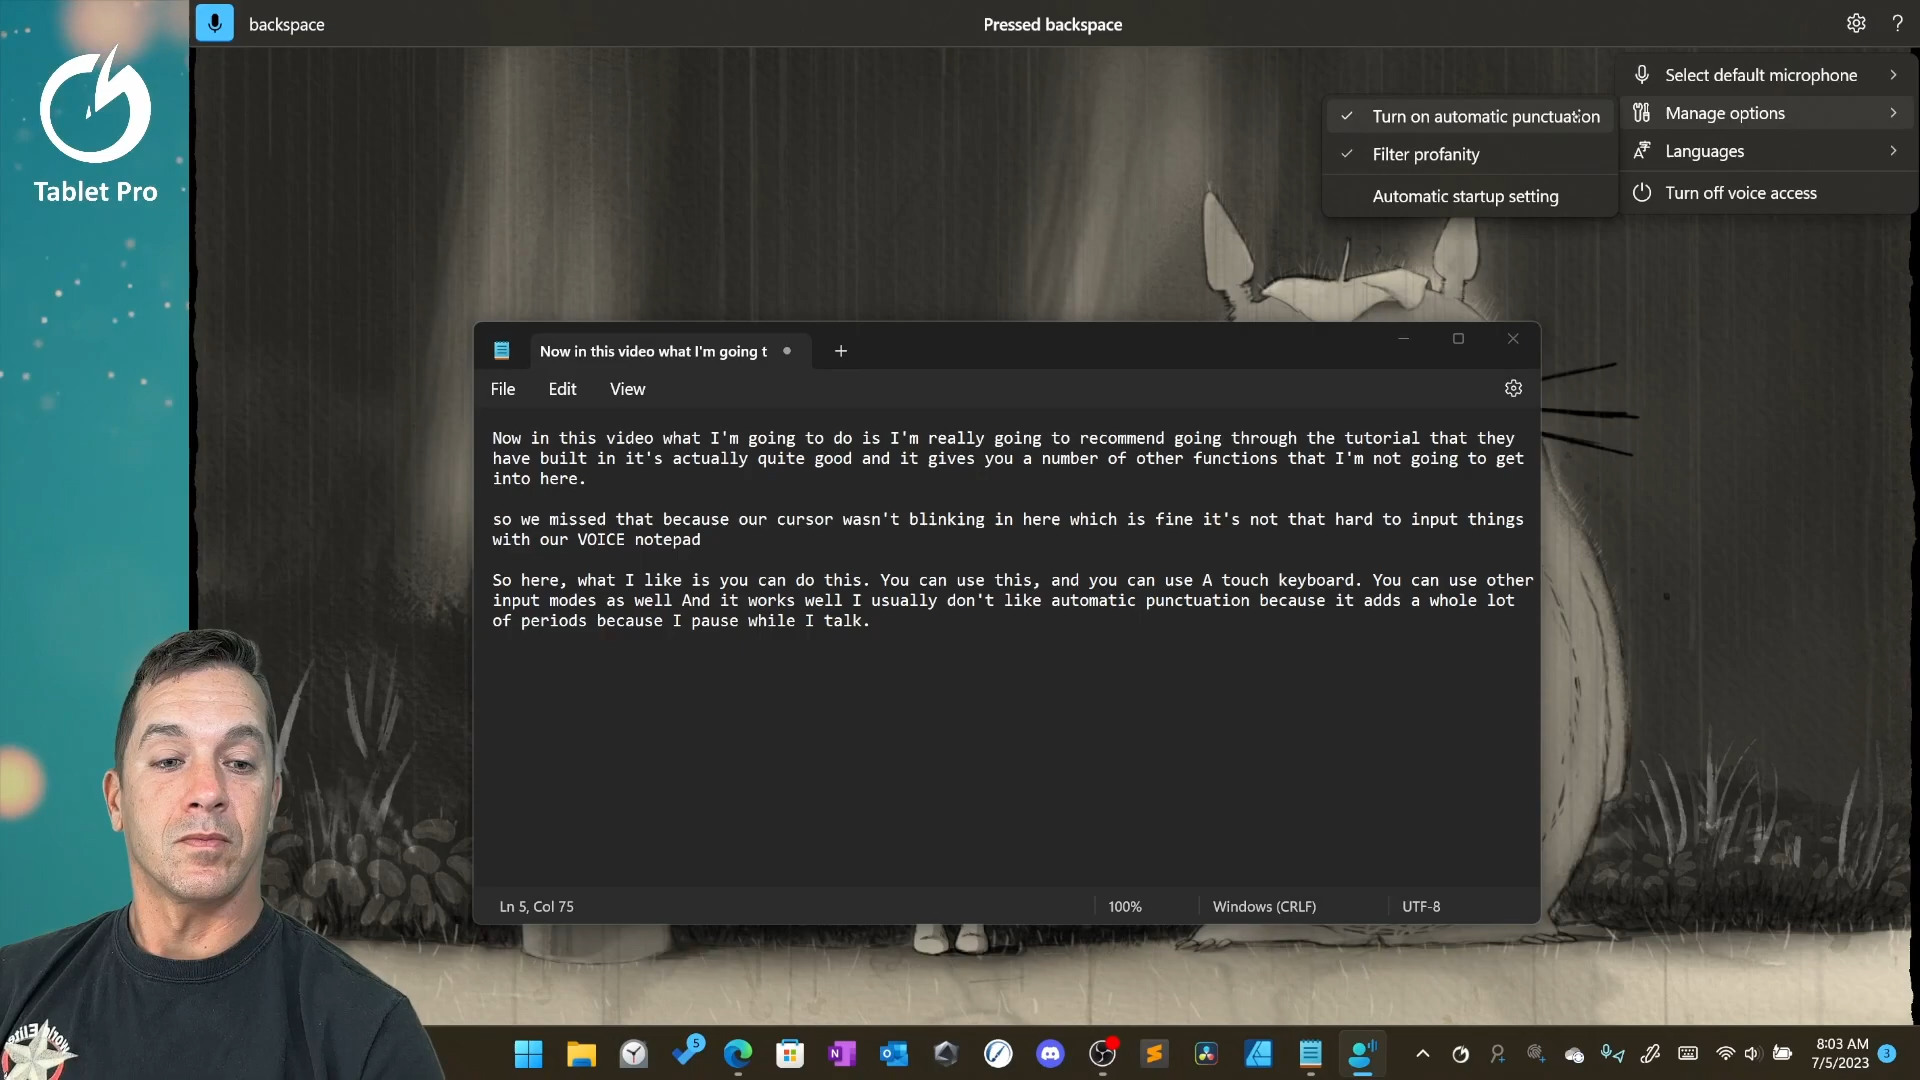 backspace
Pressed backspace
?
Tablet Pro
Select default microphone
Manage options
Languages
Turn off voice access
Turn on automatic punctuation
Filter profanity
Automatic startup setting
Now in this video what I'm going t
File Edit View
Now in this video what I'm going to do is I'm really going to recommend going through the tutorial that they
have built in it's actually quite good and it gives you a number of other functions that I'm not going to get
into here.
so we missed that because our cursor wasn't blinking in here which is fine it's not that hard to input things
with our VOICE notepad
So here, what I like is you can do this. You can use this, and you can use A touch keyboard. You can use other
input modes as well And it works well I usually don't like automatic punctuation because it adds a whole lot
of periods because I pause while I talk.
Ln 5, Col 75
100%
Windows (CRLF)
UTF-8
5
8:03 AM
7/5/2023
3